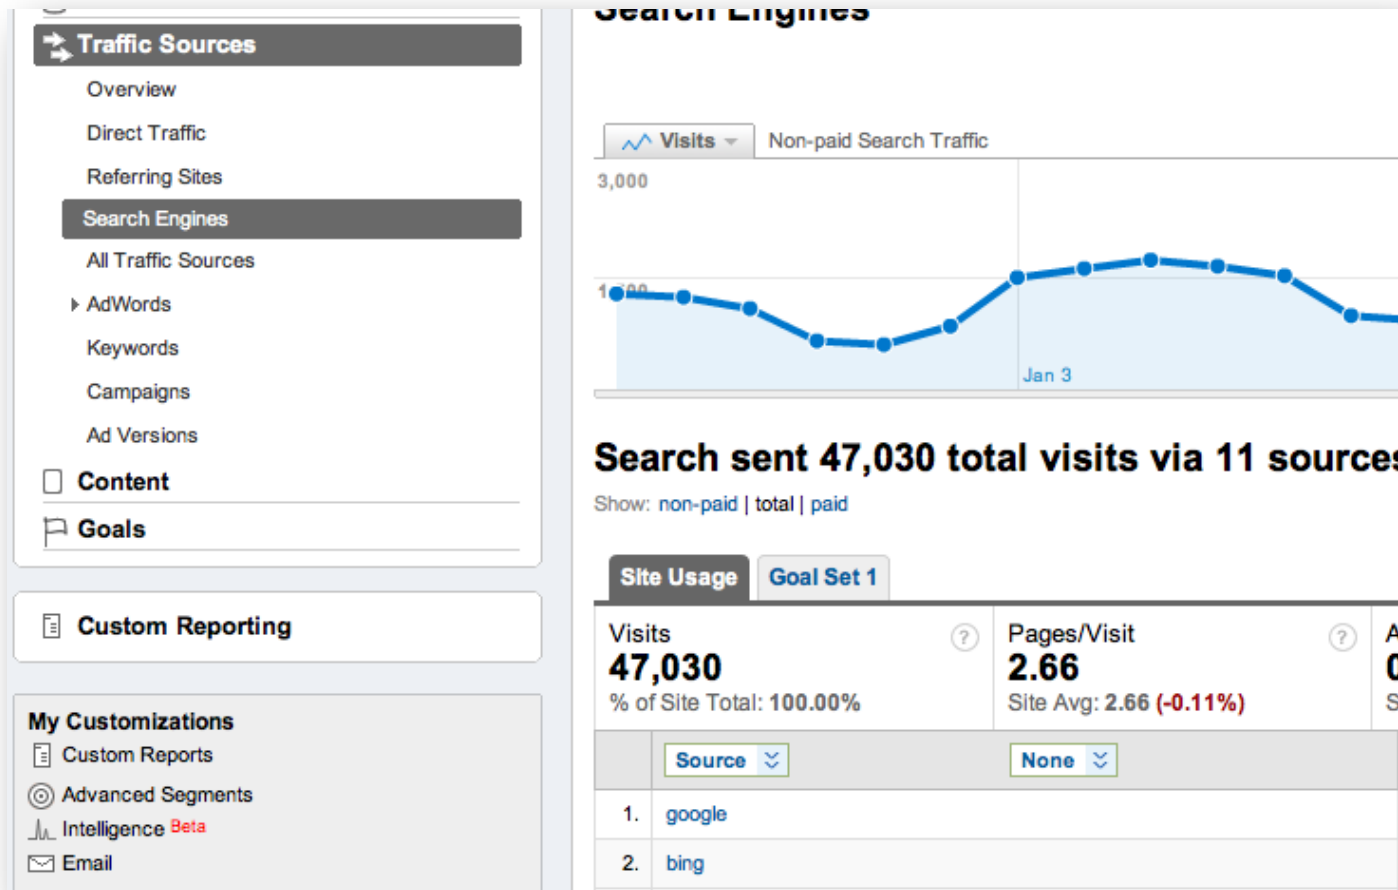 Traffic Sources
Overview
Direct Traffic
Referring Sites
Search Engines
All Traffic Sources
AdWords
Keywords
Campaigns
Ad Versions
Content
Goals
Custom Reporting
My Customizations
Custom Reports
Advanced Segments
Intelligence Beta
Email
Search Engines
Visits Non-paid Search Traffic
3,000
Jan 3
Search sent 47,030 total visits via 11 sources
Show: non-paid | total | paid
Site Usage Goal Set 1
Visits ? Pages/Visit ?
47,030 2.66
% of Site Total: 100.00% Site Avg: 2.66 (-0.11%)
Source None
1. google
2. bing